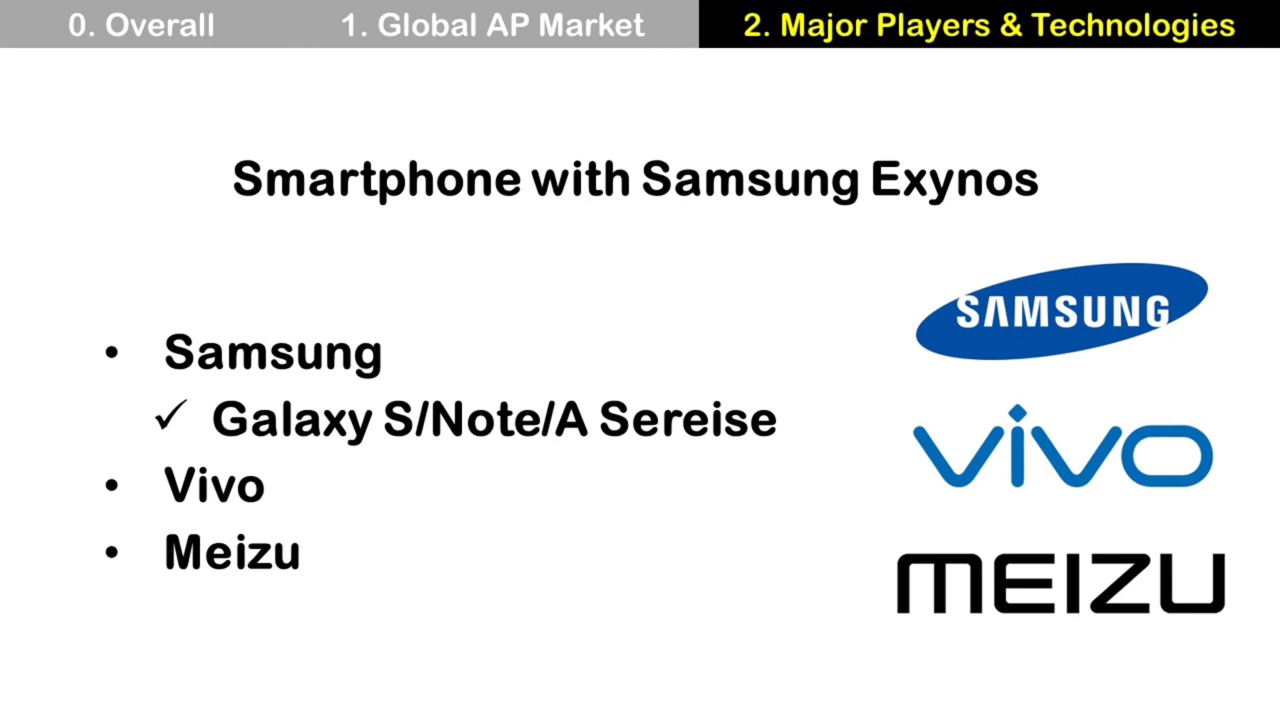 0. Overall 1. Global AP Market 2. Major Players & Technologies
Smartphone with Samsung Exynos
• Samsung
✓ Galaxy S/Note/A Sereise
• Vivo
• Meizu
SAMSUNG
vivo
MEIZU